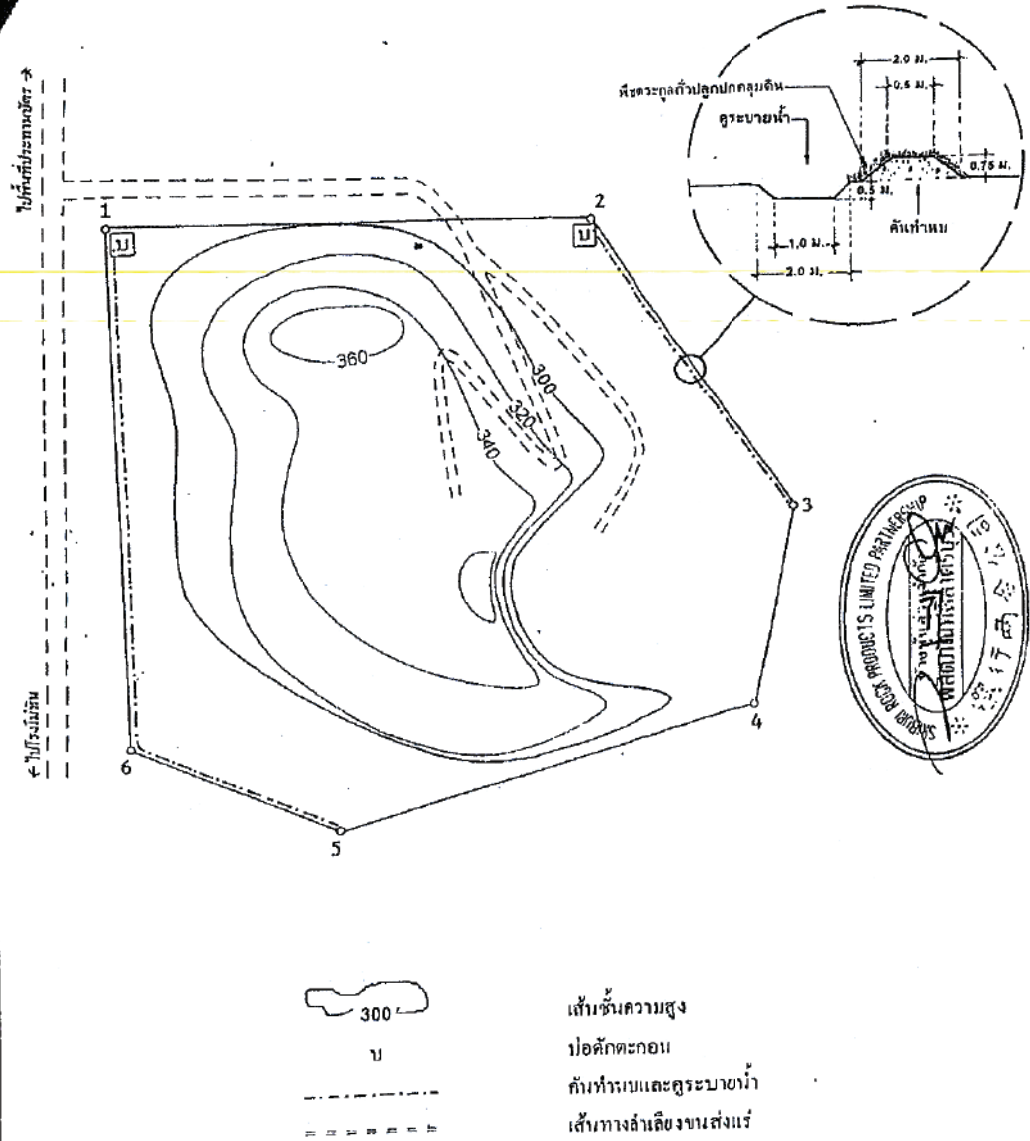 2.0 ม.
0.5 ม.
พืชตระกูลถั่วปลูกปกคลุมดิน
คูระบายน้ำ
0.75 ม.
0.5 ม.
คันทำนบ
1.0 ม.
2.0 ม.
ไปพื้นที่ประทานบัตร →
1
2
บ
บ
360
300
320
340
3
4
5
6
← ไปโรงโม่หิน
ROCK PRODUCTS LIMITED PARTNERSHIP
300
เส้นชั้นความสูง
บ
บ่อดักตะกอน
คันทำนบและคูระบายน้ำ
เส้นทางลำเลียงขนส่งแร่